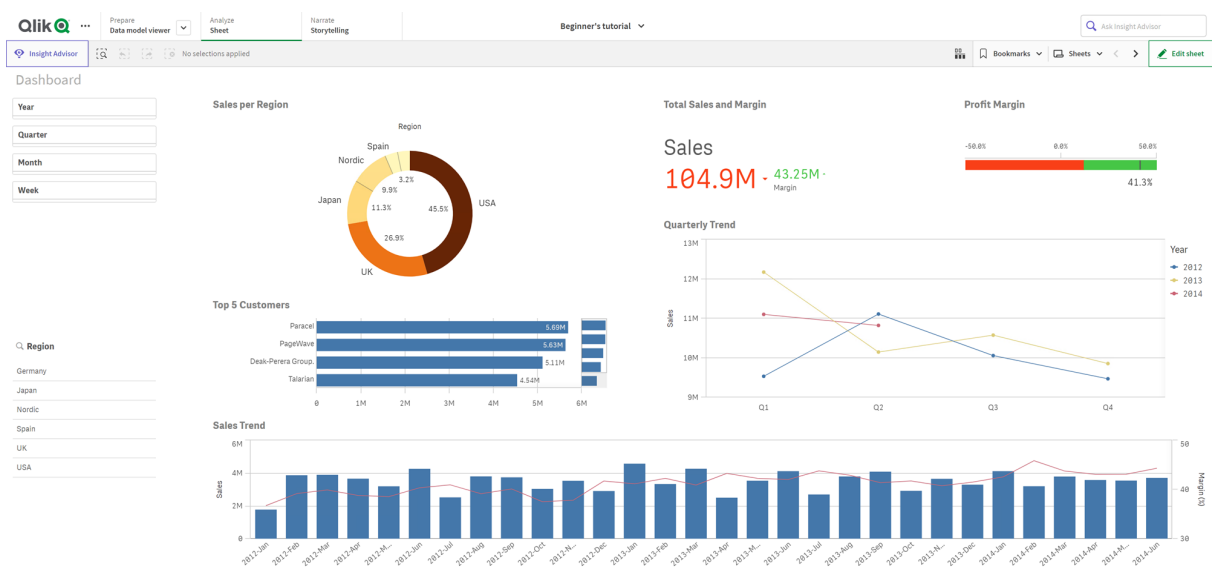 Qlik
Prepare
Data model viewer
Analyze
Sheet
Narrate
Storytelling
Beginner's tutorial
Ask Insight Advisor
Insight Advisor
No selections applied
Bookmarks
Sheets
Edit sheet
Dashboard
Year
Quarter
Month
Week
Region
Germany
Japan
Nordic
Spain
UK
USA
Sales per Region
Region
Spain
Nordic
Japan
UK
USA
3.2%
9.9%
11.3%
26.9%
45.5%
Total Sales and Margin
Sales
104.9M
43.25M
Margin
Profit Margin
-50.0% 0.0% 50.0%
41.3%
Top 5 Customers
Paracel 5.69M
PageWave 5.63M
Deak-Perera Group. 5.11M
Talarian 4.54M
0 1M 2M 3M 4M 5M 6M
Quarterly Trend
13M
12M
11M
10M
9M
Sales
Q1 Q2 Q3 Q4
Year
2012
2013
2014
Sales Trend
6M
4M
2M
0
Sales
50
40
30
Margin (%)
2012-Jan 2012-Feb 2012-Mar 2012-Apr 2012-M... 2012-Jun 2012-Jul 2012-Aug 2012-Sep 2012-Oct 2012-N... 2012-Dec 2013-Jan 2013-Feb 2013-Mar 2013-Apr 2013-M... 2013-Jun 2013-Jul 2013-Aug 2013-Sep 2013-Oct 2013-N... 2013-Dec 2014-Jan 2014-Feb 2014-Mar 2014-Apr 2014-M... 2014-Jun